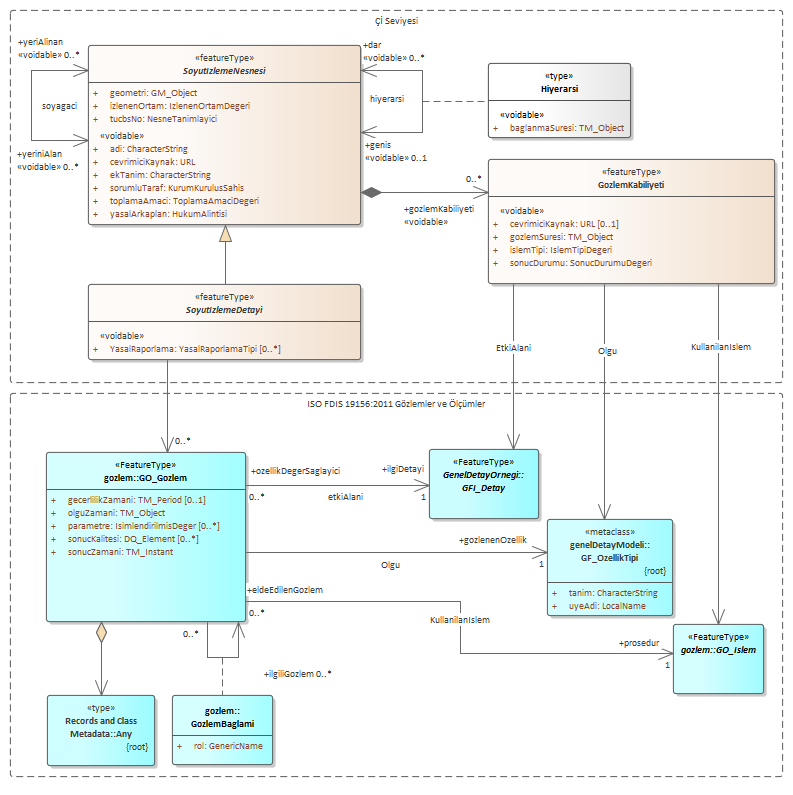 Çİ Seviyesi
+yeriAlinan
«voidable» 0..*
soyagaci
+yeriniAlan
«voidable» 0..*
«featureType»
SoyutIzlemeNesnesi
+ geometri: GM_Object
+ izlenenOrtam: IzlenenOrtamDegeri
+ tucbsNo: NesneTanimlayici
«voidable»
+ adi: CharacterString
+ cevrimiciKaynak: URL
+ ekTanim: CharacterString
+ sorumluTaraf: KurumKurulusSahis
+ toplamaAmaci: ToplamaAmaciDegeri
+ yasalArkaplan: HukumAlintisi
+dar
«voidable» 0..*
hiyerarsi
+genis
«voidable» 0..1
«type»
Hiyerarsi
«voidable»
+ baglanmaSuresi: TM_Object
0..*
+gozlemKabiliyeti
«voidable»
«featureType»
GozlemKabiliyeti
«voidable»
+ cevrimiciKaynak: URL [0..1]
+ gozlemSuresi: TM_Object
+ islemTipi: IslemTipiDegeri
+ sonucDurumu: SonucDurumuDegeri
«featureType»
SoyutIzlemeDetayi
«voidable»
+ YasalRaporlama: YasalRaporlamaTipi [0..*]
EtkiAlani
Olgu
KullanilanIslem
ISO FDIS 19156:2011 Gözlemler ve Ölçümler
0..*
«FeatureType»
gozlem::GO_Gozlem
+ gecerlilikZamani: TM_Period [0..1]
+ olguZamani: TM_Object
+ parametre: IsimlendirilmisDeger [0..*]
+ sonucKalitesi: DQ_Element [0..*]
+ sonucZamani: TM_Instant
+ozellikDegerSaglayici
0..*
etkiAlani
+ilgiDetayi
1
«FeatureType»
GenelDetayOrnegi::
GFI_Detay
+gozlenenOzellik
1
Olgu
«metaclass»
genelDetayModeli::
GF_OzellikTipi
{root}
+ tanim: CharacterString
+ uyeAdi: LocalName
+eldeEdilenGozlem
0..*
KullanilanIslem
+prosedur
1
«FeatureType»
gozlem::GO_Islem
0..*
+ilgiliGozlem 0..*
«type»
Records and Class
Metadata::Any
{root}
gozlem::
GozlemBaglami
+ rol: GenericName